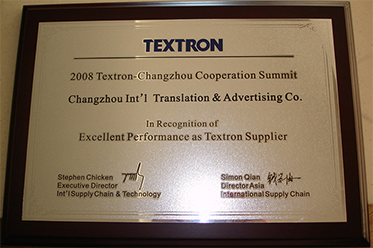 TEXTRON
2008 Textron-Changzhou Cooperation Summit
Changzhou Int'l Translation & Advertising Co.
In Recognition of
Excellent Performance as Textron Supplier
Stephen Chicken
Executive Director
Int'l Supply Chain & Technology
Simon Qian
Director Asia
International Supply Chain